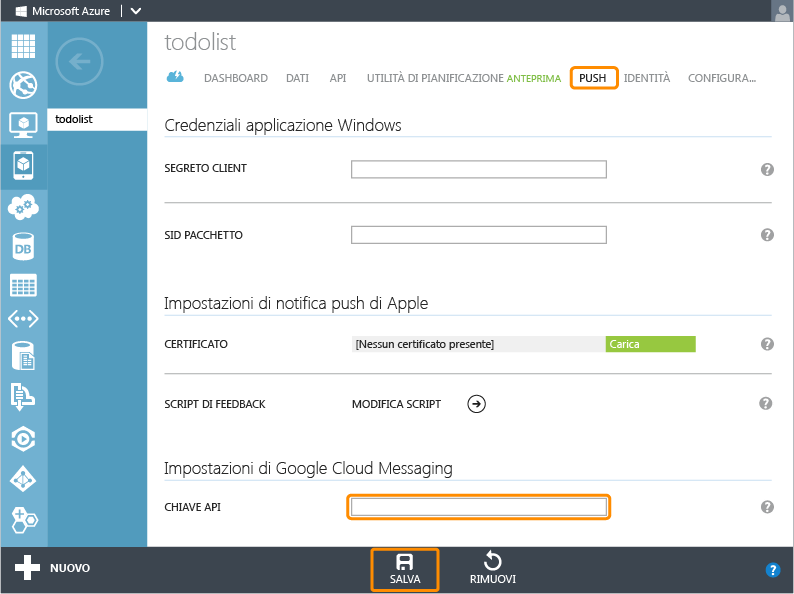 Microsoft Azure
todolist
DASHBOARD DATI API UTILITÀ DI PIANIFICAZIONE ANTEPRIMA PUSH IDENTITÀ CONFIGURA...
todolist
Credenziali applicazione Windows
SEGRETO CLIENT ?
SID PACCHETTO ?
Impostazioni di notifica push di Apple
CERTIFICATO [Nessun certificato presente] Carica ?
SCRIPT DI FEEDBACK MODIFICA SCRIPT ?
Impostazioni di Google Cloud Messaging
CHIAVE API ?
DB
NUOVO SALVA RIMUOVI ?